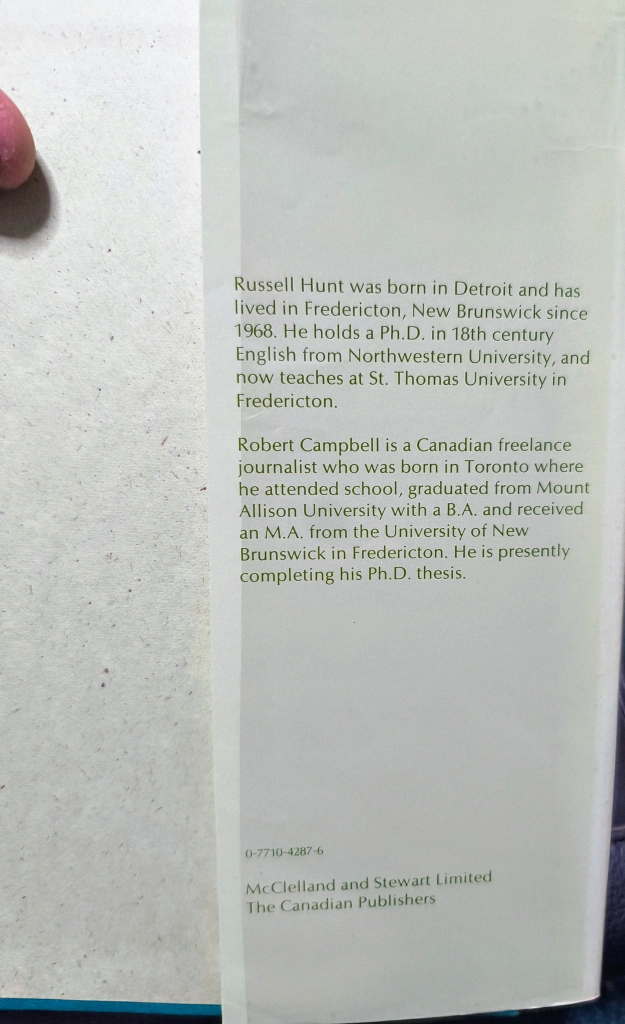 Russell Hunt was born in Detroit and has
lived in Fredericton, New Brunswick since
1968. He holds a Ph.D. in 18th century
English from Northwestern University, and
now teaches at St. Thomas University in
Fredericton.
Robert Campbell is a Canadian freelance
journalist who was born in Toronto where
he attended school, graduated from Mount
Allison University with a B.A. and received
an M.A. from the University of New
Brunswick in Fredericton. He is presently
completing his Ph.D. thesis.
0-7710-4287-6
McClelland and Stewart Limited
The Canadian Publishers